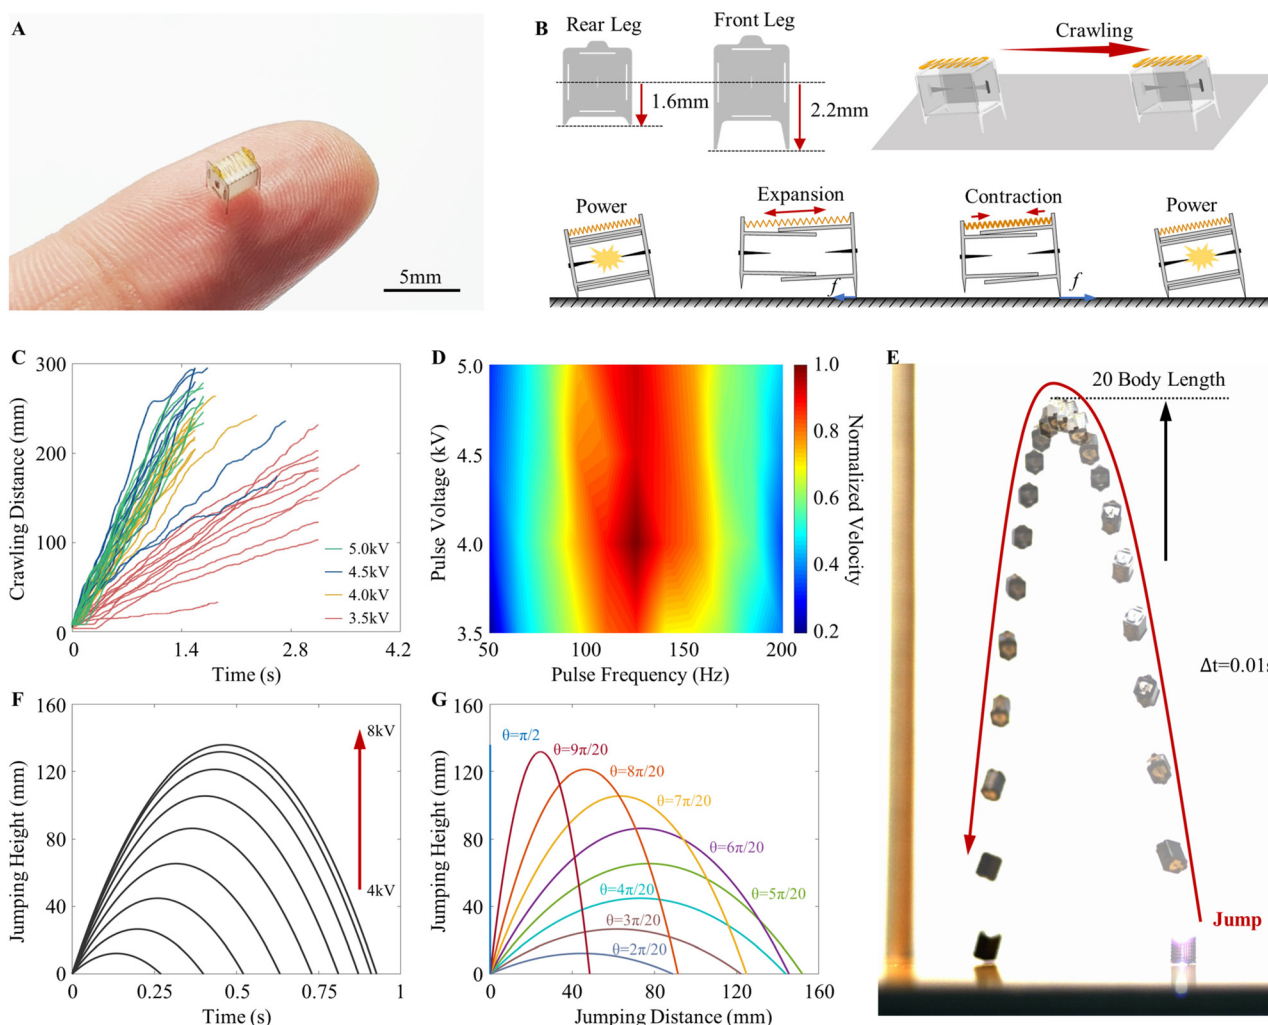 A
5mm
B
Rear Leg
Front Leg
1.6mm
2.2mm
Crawling
Power
Expansion
Contraction
Power
f
f
C
Crawling Distance (mm)
300
200
100
0
0
1.4
2.8
4.2
Time (s)
5.0kV
4.5kV
4.0kV
3.5kV
D
Pulse Voltage (kV)
5.0
4.5
4.0
3.5
50
100
150
200
Pulse Frequency (Hz)
1.0
0.8
0.6
0.4
0.2
Normalized Velocity
E
20 Body Length
Δt=0.01s
Jump
F
Jumping Height (mm)
160
120
80
40
0
0
0.25
0.5
0.75
1
Time (s)
8kV
4kV
G
Jumping Height (mm)
160
120
80
40
0
0
40
80
120
160
Jumping Distance (mm)
θ=π/2
θ=9π/20
θ=8π/20
θ=7π/20
θ=6π/20
θ=5π/20
θ=4π/20
θ=3π/20
θ=2π/20